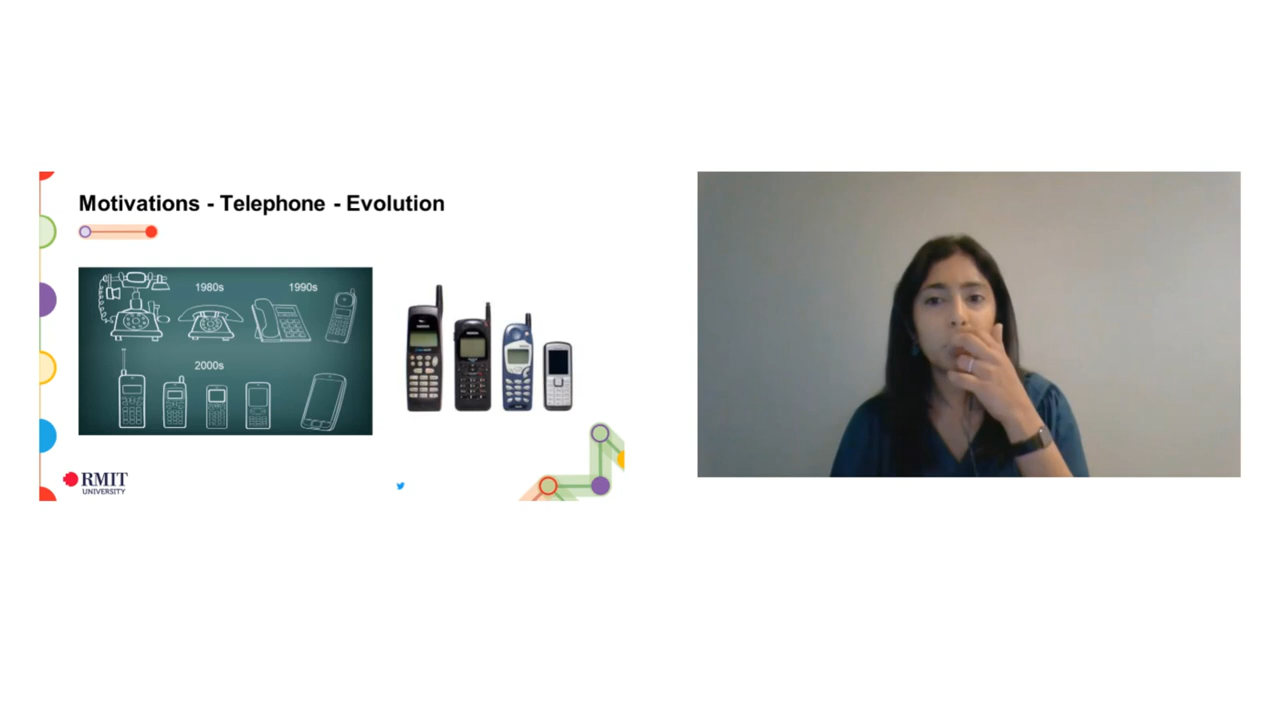 Motivations - Telephone - Evolution
1980s
1990s
2000s
RMIT
UNIVERSITY